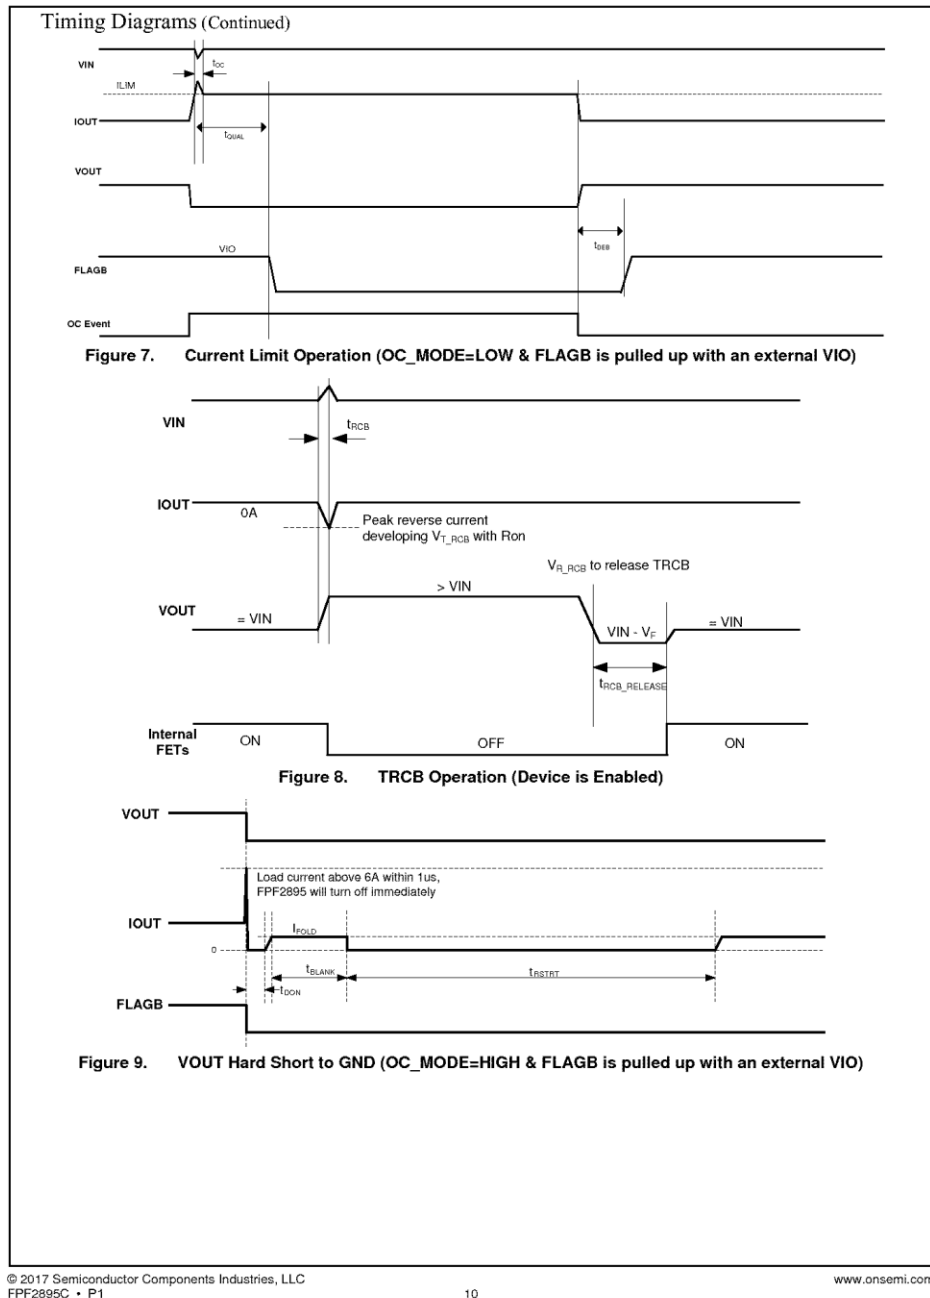 Timing Diagrams (Continued)
VIN
tOC
ILIM
IOUT
tQUAL
VOUT
tDEB
VIO
FLAGB
OC Event
Figure 7. Current Limit Operation (OC_MODE=LOW & FLAGB is pulled up with an external VIO)
VIN
tRCB
IOUT
0A
Peak reverse current
developing VT_RCB with Ron
VR_RCB to release TRCB
> VIN
VOUT
= VIN
VIN - VF
= VIN
tRCB_RELEASE
Internal
FETs
ON
OFF
ON
Figure 8. TRCB Operation (Device is Enabled)
VOUT
Load current above 6A within 1us,
FPF2895 will turn off immediately
IOUT
IFOLD
0
tBLANK
tRSTRT
tDON
FLAGB
Figure 9. VOUT Hard Short to GND (OC_MODE=HIGH & FLAGB is pulled up with an external VIO)
© 2017 Semiconductor Components Industries, LLC
www.onsemi.com
FPF2895C • P1
10